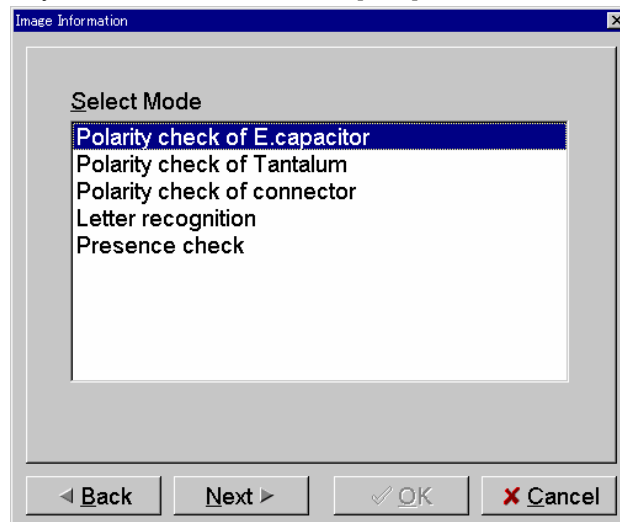 Image Information
Select Mode
Polarity check of E.capacitor
Polarity check of Tantalum
Polarity check of connector
Letter recognition
Presence check
Back Next OK Cancel